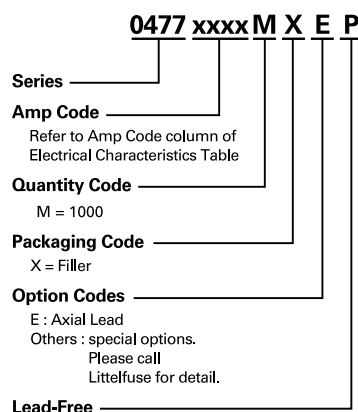 0477 xxxx M X E P
Series
Amp Code
Refer to Amp Code column of
Electrical Characteristics Table
Quantity Code
M = 1000
Packaging Code
X = Filler
Option Codes
E : Axial Lead
Others : special options.
Please call
Littelfuse for detail.
Lead-Free